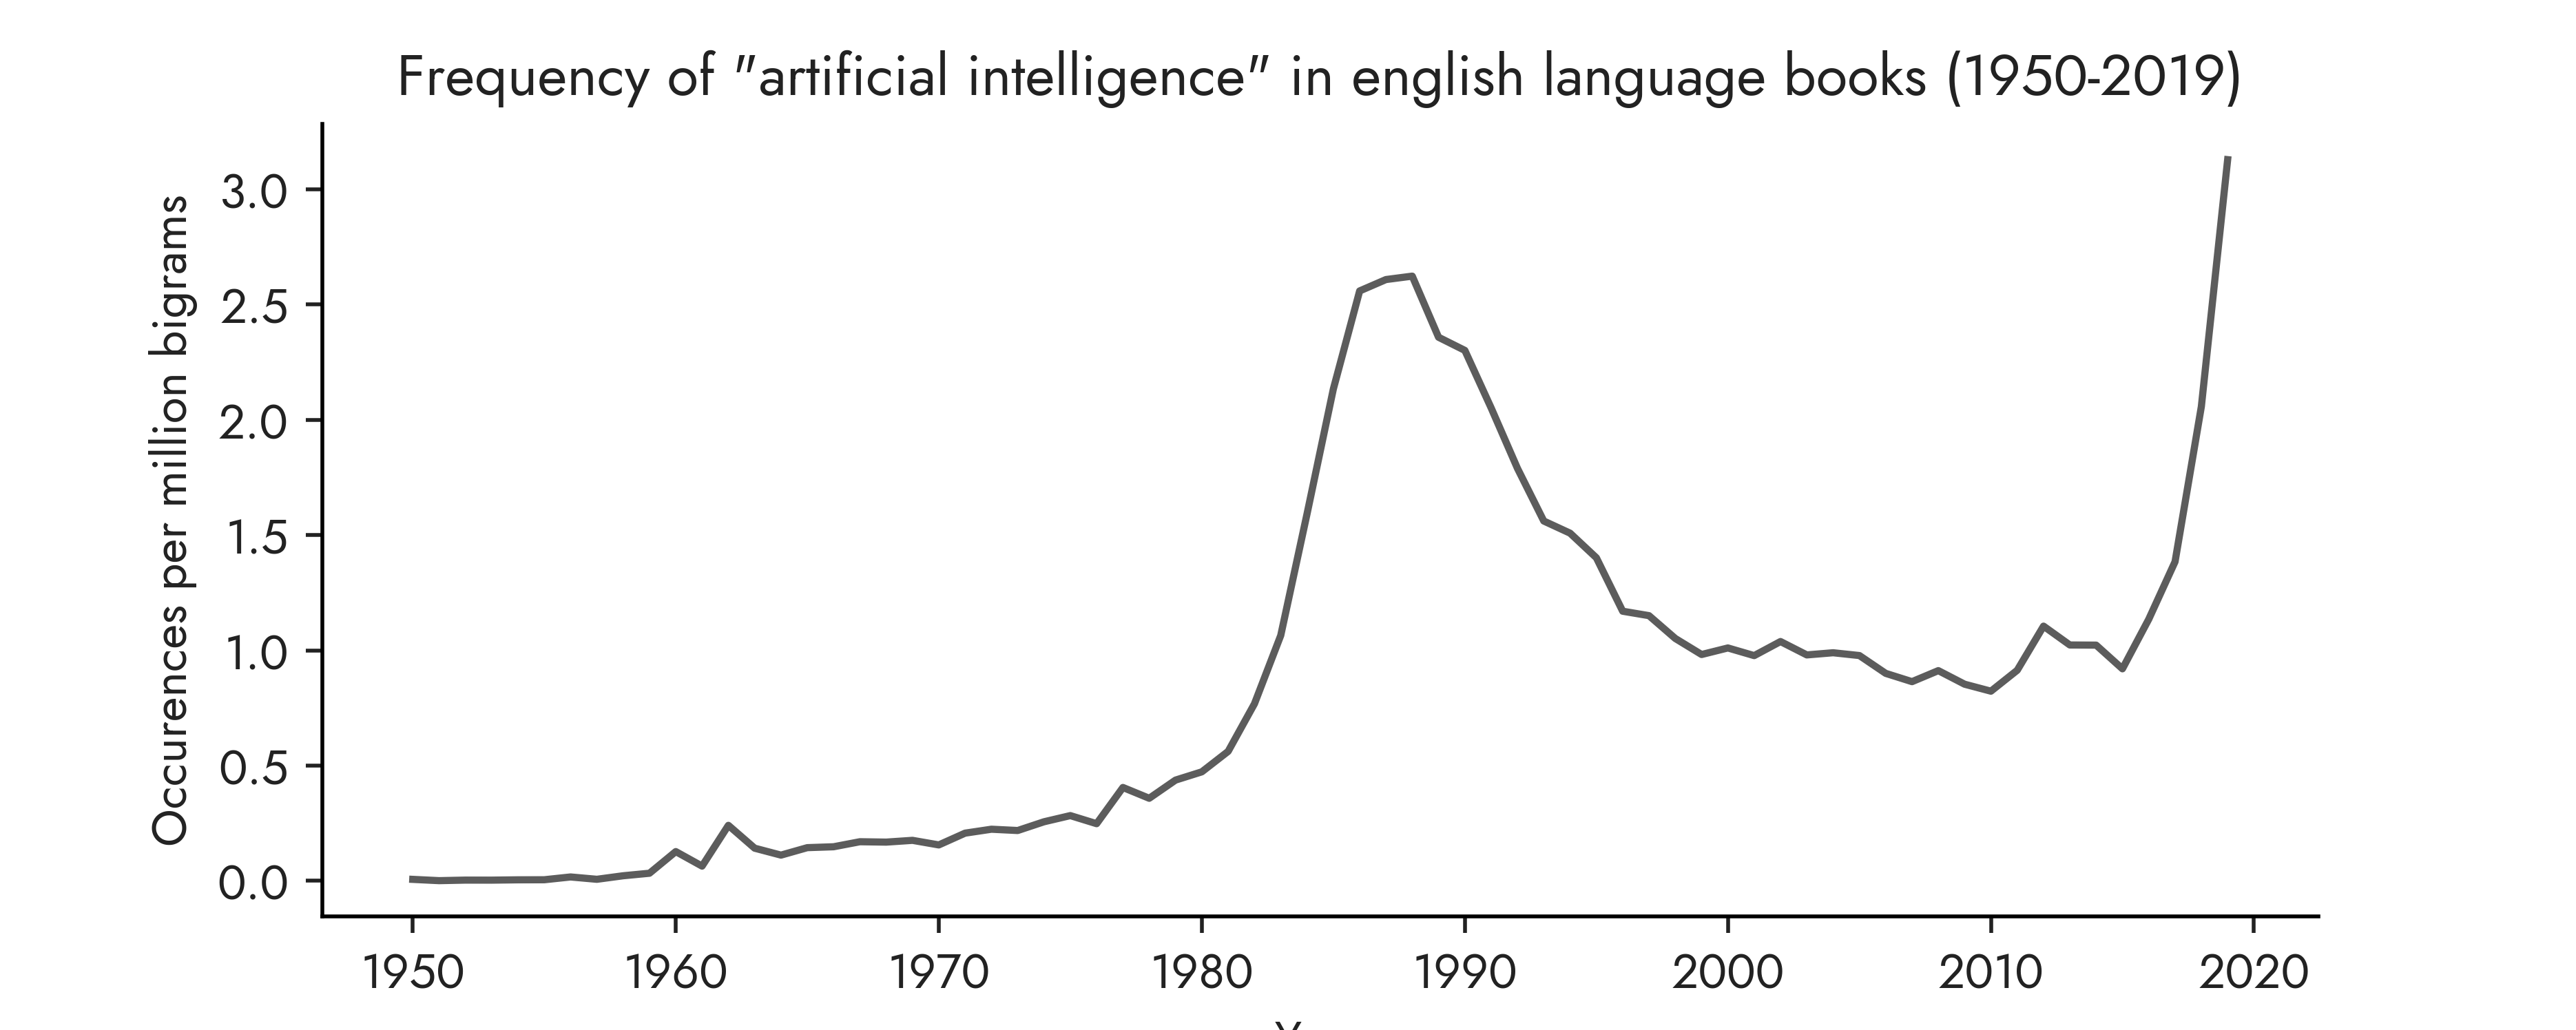 Frequency of "artificial intelligence" in english language books (1950-2019)
Occurences per million bigrams
3.0
2.5
2.0
1.5
1.0
0.5
0.0
1950 1960 1970 1980 1990 2000 2010 2020